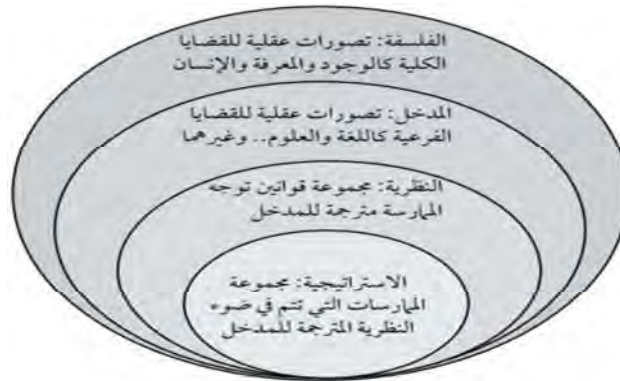 الفلسفة: تصورات عقلية للقضايا
الكلية كالوجود والمعرفة والإنسان
المدخل: تصورات عقلية للقضايا
الفرعية كاللغة والعلوم.. وغيرهما
النظرية: مجموعة قوانين توجه
الممارسة مترجمة للمدخل
الاستراتيجية: مجموعة
الممارسات التي تتم في ضوء
النظرية المترجمة للمدخل